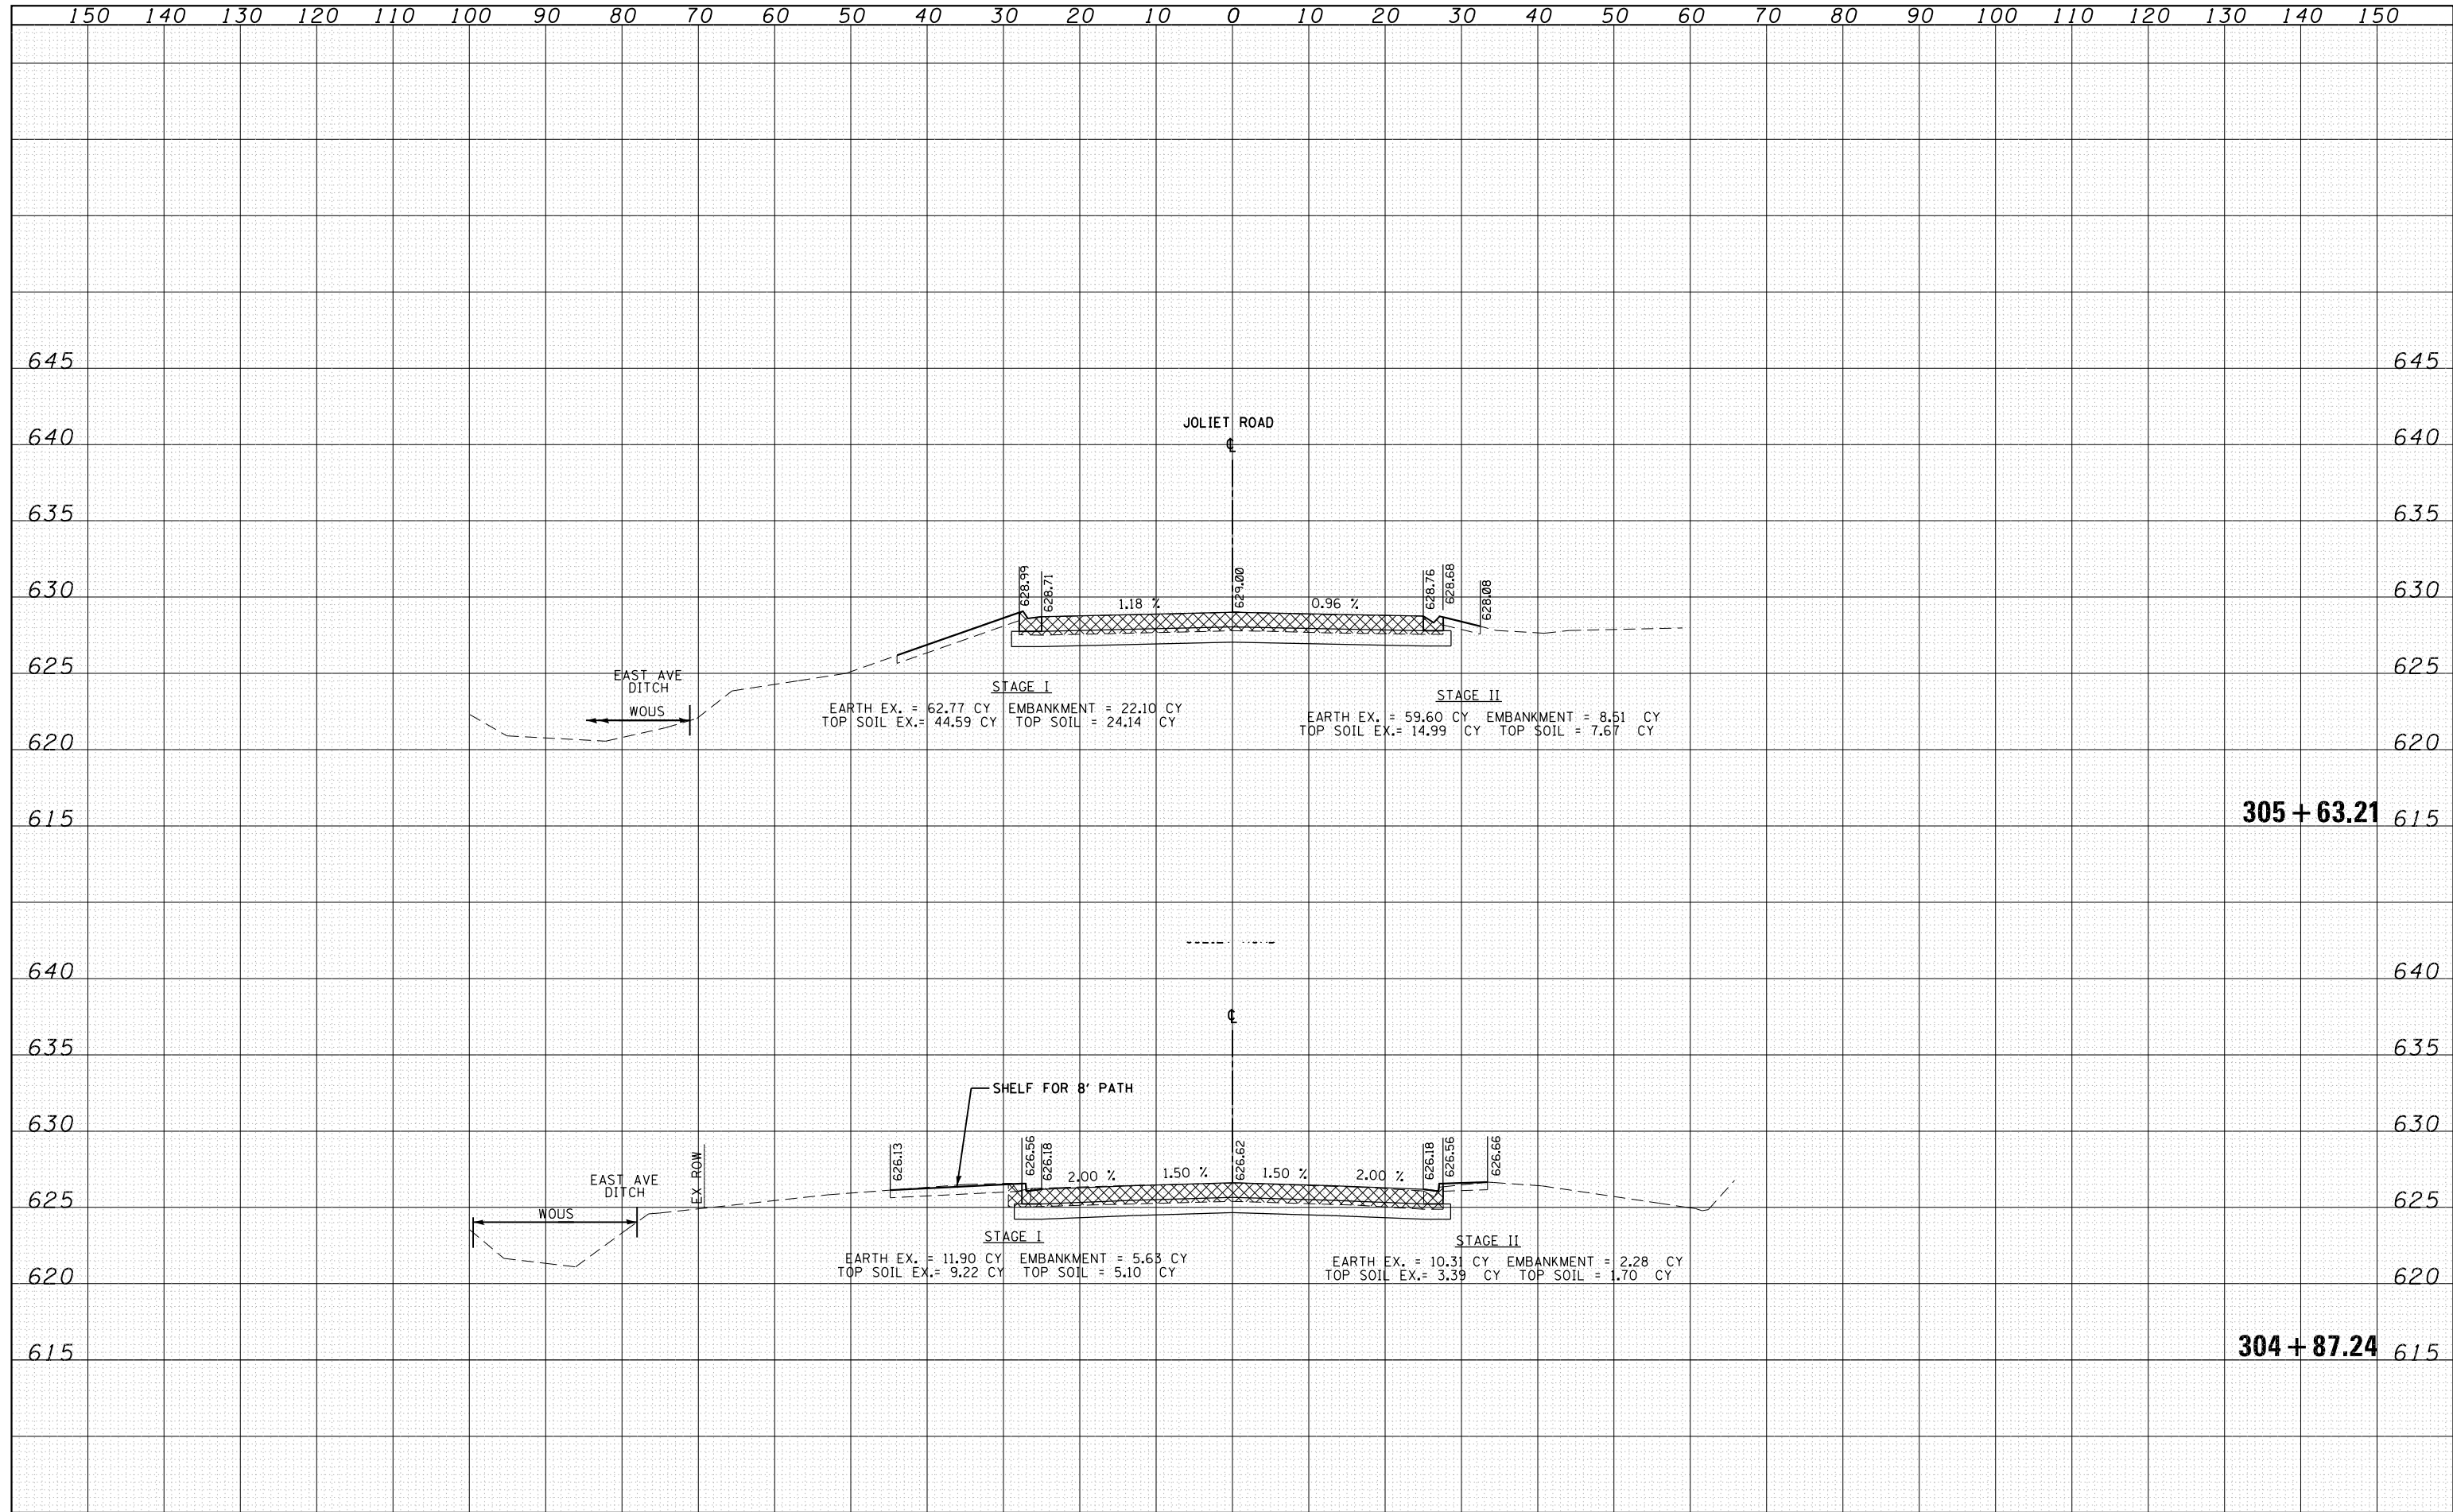 150 140 130 120 110 100 90 80 70 60 50 40 30 20 10 0 10 20 30 40 50 60 70 80 90 100 110 120 130 140 150
645 645
JOLIET ROAD
640 ℄ 640
635 635
630 628.99 628.71 1.18 % 629.00 0.96 % 628.76 628.68 628.08 630
625 625
EAST AVE
DITCH
WOUS
STAGE I
EARTH EX. = 62.77 CY EMBANKMENT = 22.10 CY
TOP SOIL EX.= 44.59 CY TOP SOIL = 24.14 CY
STAGE II
EARTH EX. = 59.60 CY EMBANKMENT = 8.51 CY
TOP SOIL EX.= 14.99 CY TOP SOIL = 7.67 CY
620 620
615 305+63.21 615
640 640
℄
635 635
SHELF FOR 8' PATH
630 630
EX ROW 626.13 626.56 626.18 2.00 % 1.50 % 626.62 1.50 % 2.00 % 626.18 626.56 626.66
EAST AVE
DITCH
625 625
WOUS
STAGE I
EARTH EX. = 11.90 CY EMBANKMENT = 5.63 CY
TOP SOIL EX.= 9.22 CY TOP SOIL = 5.10 CY
STAGE II
EARTH EX. = 10.31 CY EMBANKMENT = 2.28 CY
TOP SOIL EX.= 3.39 CY TOP SOIL = 1.70 CY
620 620
615 304+87.24 615